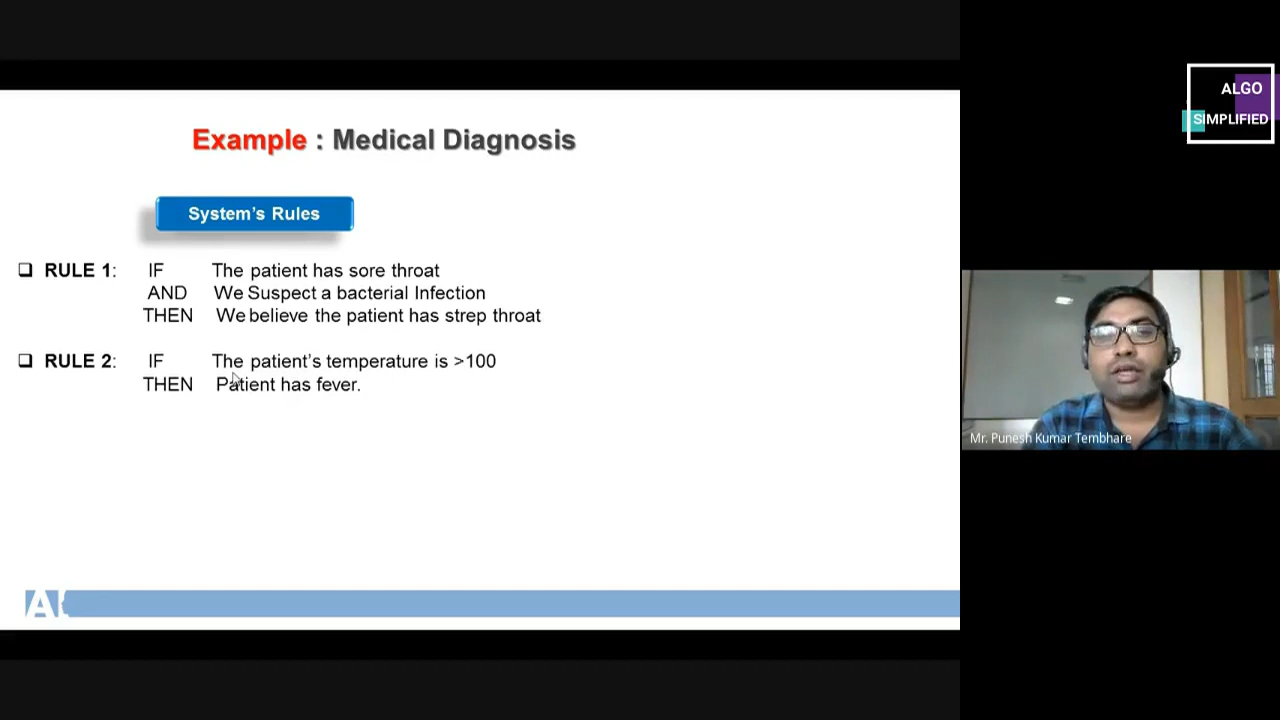 Example : Medical Diagnosis
System's Rules
❑ RULE 1: IF The patient has sore throat
AND We Suspect a bacterial Infection
THEN We believe the patient has strep throat
❑ RULE 2: IF The patient's temperature is >100
THEN Patient has fever.
ALGO
SIMPLIFIED
Mr. Punesh Kumar Tembhare